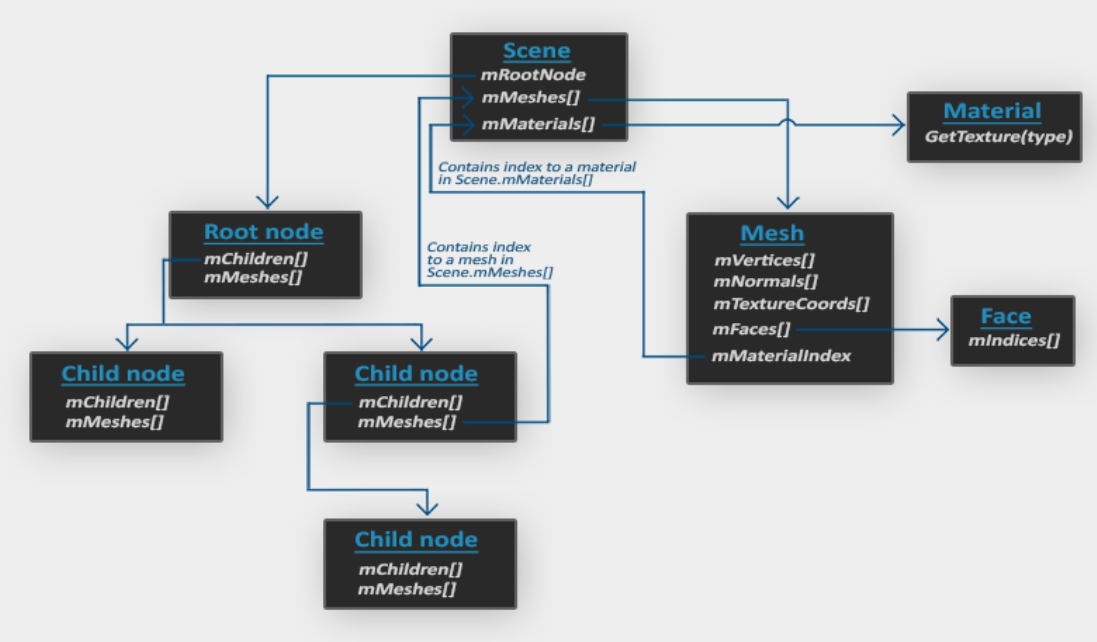 Scene
mRootNode
mMeshes[]
mMaterials[]
Material
GetTexture(type)
Contains index to a material
in Scene.mMaterials[]
Root node
mChildren[]
mMeshes[]
Contains index
to a mesh in
Scene.mMeshes[]
Mesh
mVertices[]
mNormals[]
mTextureCoords[]
mFaces[]
mMaterialIndex
Face
mIndices[]
Child node
mChildren[]
mMeshes[]
Child node
mChildren[]
mMeshes[]
Child node
mChildren[]
mMeshes[]